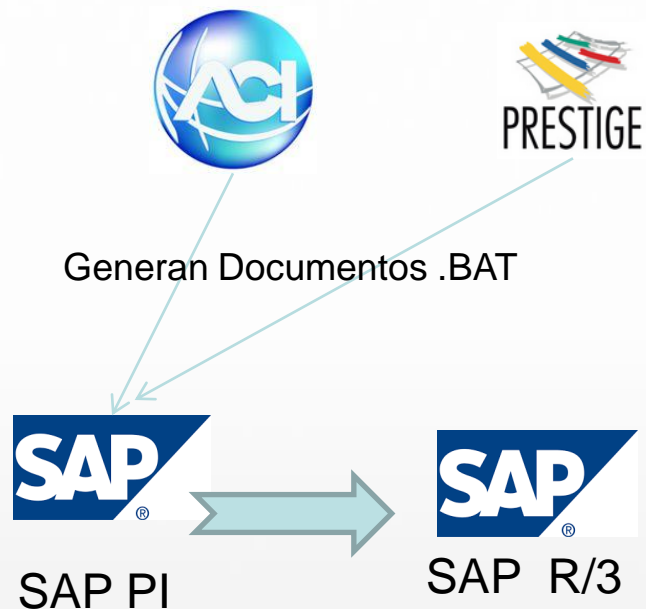 ACI
PRESTIGE
Generan Documentos .BAT
SAP ®
SAP ®
SAP PI
SAP R/3